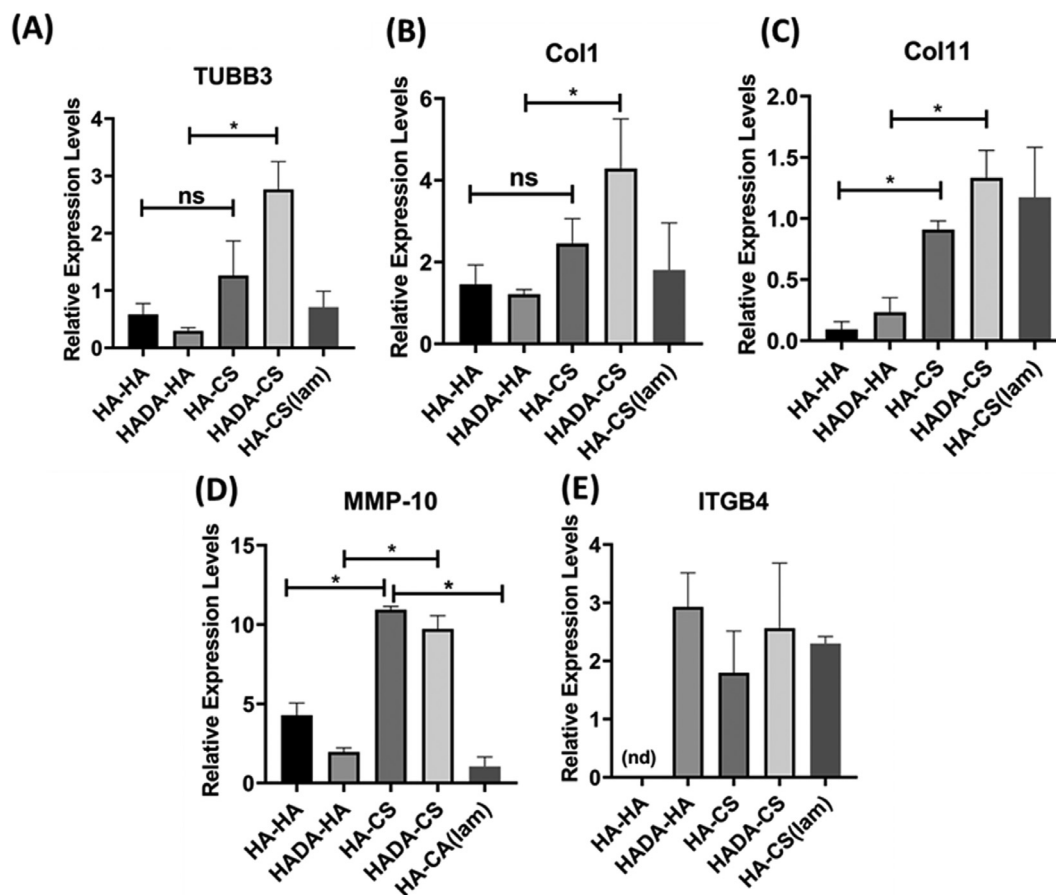 (A)
TUBB3
Relative Expression Levels
4
3
2
1
0
ns
*
HA-HA
HADA-HA
HA-CS
HADA-CS
HA-CS(lam)
(B)
Col1
Relative Expression Levels
6
4
2
0
ns
*
HA-HA
HADA-HA
HA-CS
HADA-CS
HA-CS(lam)
(C)
Col11
Relative Expression Levels
2.0
1.5
1.0
0.5
0.0
*
*
HA-HA
HADA-HA
HA-CS
HADA-CS
HA-CS(lam)
(D)
MMP-10
Relative Expression Levels
15
10
5
0
*
*
*
HA-HA
HADA-HA
HA-CS
HADA-CS
HA-CA(lam)
(E)
ITGB4
Relative Expression Levels
4
3
2
1
0
(nd)
HA-HA
HADA-HA
HA-CS
HADA-CS
HA-CS(lam)